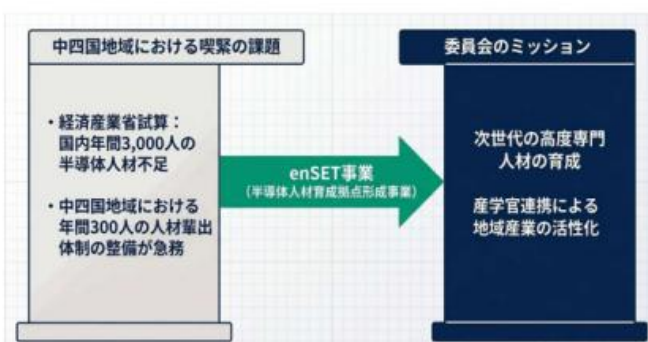 中四国地域における喫緊の課題
・経済産業省試算：
国内年間3,000人の
半導体人材不足
・中四国地域における
年間300人の人材輩出
体制の整備が急務
enSET事業
（半導体人材育成拠点形成事業）
委員会のミッション
次世代の高度専門
人材の育成
産学官連携による
地域産業の活性化